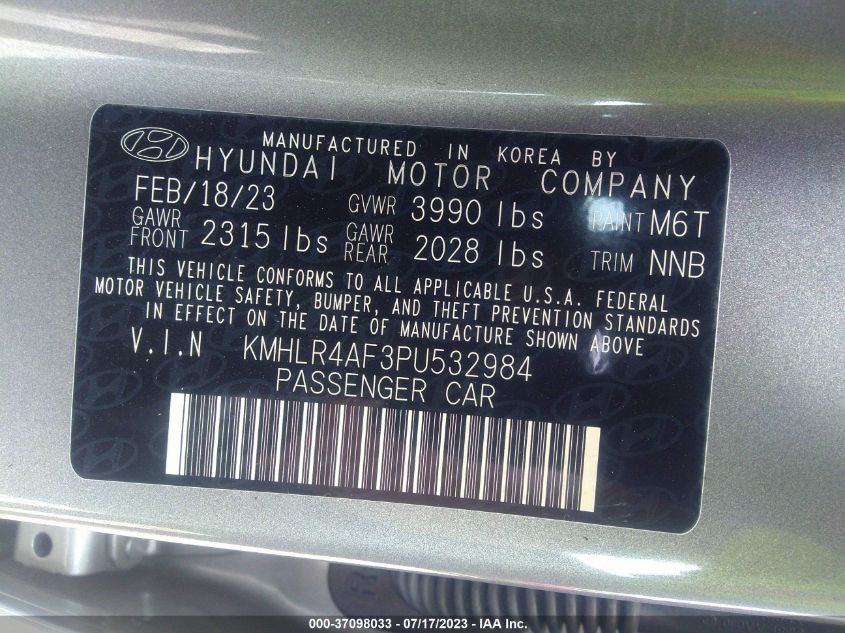 MANUFACTURED IN KOREA BY
HYUNDAI MOTOR COMPANY
FEB/18/23 GVWR 3990 lbs PAINT M6T
GAWR FRONT 2315 lbs GAWR REAR 2028 lbs TRIM NNB
THIS VEHICLE CONFORMS TO ALL APPLICABLE U.S.A. FEDERAL
MOTOR VEHICLE SAFETY, BUMPER, AND THEFT PREVENTION STANDARDS
IN EFFECT ON THE DATE OF MANUFACTURE SHOWN ABOVE
V.I.N KMHLR4AF3PU532984
PASSENGER CAR
000-37098033 - 07/17/2023 - IAA Inc.